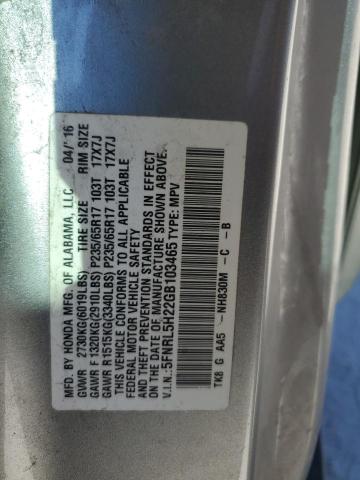 MFD. BY HONDA MFG. OF ALABAMA, LLC. 04/'16
TIRE SIZE RIM SIZE
GVWR 2730KG(6019LBS)
GAWR F 1320KG(2910LBS) P235/65R17 103T 17X7J
GAWR R1515KG(3340LBS) P235/65R17 103T 17X7J
THIS VEHICLE CONFORMS TO ALL APPLICABLE
FEDERAL MOTOR VEHICLE SAFETY
AND THEFT PREVENTION STANDARDS IN EFFECT
ON THE DATE OF MANUFACTURE SHOWN ABOVE.
V.I.N.:5FNRL5H22GB103465 TYPE: MPV
TK8 G AA5 -NH830M - C - B